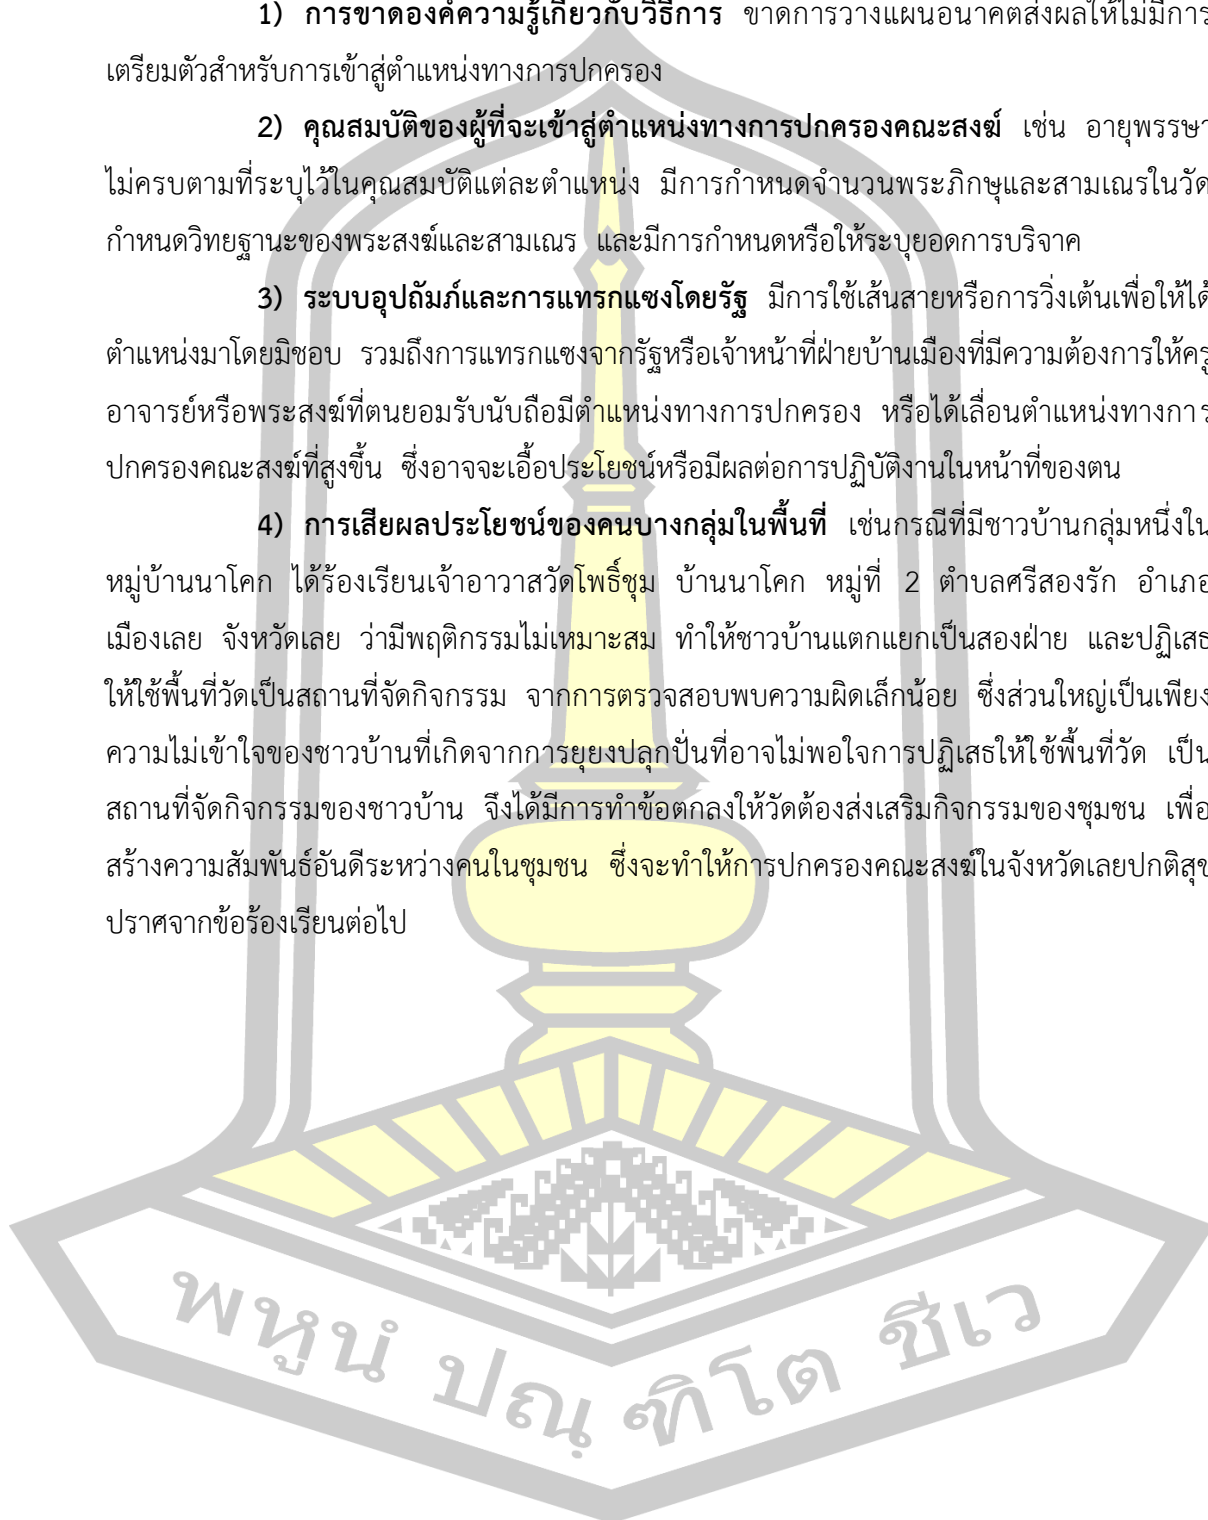 1) การขาดองค์ความรู้เกี่ยวกับวิธีการ ขาดการวางแผนอนาคตส่งผลให้ไม่มีการ
เตรียมตัวสำหรับการเข้าสู่ตำแหน่งทางการปกครอง
2) คุณสมบัติของผู้ที่จะเข้าสู่ตำแหน่งทางการปกครองคณะสงฆ์ เช่น อายุพรรษา
ไม่ครบตามที่ระบุไว้ในคุณสมบัติแต่ละตำแหน่ง มีการกำหนดจำนวนพระภิกษุและสามเณรในวัด
กำหนดวิทยฐานะของพระสงฆ์และสามเณร และมีการกำหนดหรือให้ระบุยอดการบริจาค
3) ระบบอุปถัมภ์และการแทรกแซงโดยรัฐ มีการใช้เส้นสายหรือการวิ่งเต้นเพื่อให้ได้
ตำแหน่งมาโดยมิชอบ รวมถึงการแทรกแซงจากรัฐหรือเจ้าหน้าที่ฝ่ายบ้านเมืองที่มีความต้องการให้ครู
อาจารย์หรือพระสงฆ์ที่ตนยอมรับนับถือมีตำแหน่งทางการปกครอง หรือได้เลื่อนตำแหน่งทางการ
ปกครองคณะสงฆ์ที่สูงขึ้น ซึ่งอาจจะเอื้อประโยชน์หรือมีผลต่อการปฏิบัติงานในหน้าที่ของตน
4) การเสียผลประโยชน์ของคนบางกลุ่มในพื้นที่ เช่นกรณีที่มีชาวบ้านกลุ่มหนึ่งใน
หมู่บ้านนาโคก ได้ร้องเรียนเจ้าอาวาสวัดโพธิ์ชุม บ้านนาโคก หมู่ที่ 2 ตำบลศรีสองรัก อำเภอ
เมืองเลย จังหวัดเลย ว่ามีพฤติกรรมไม่เหมาะสม ทำให้ชาวบ้านแตกแยกเป็นสองฝ่าย และปฏิเสธ
ให้ใช้พื้นที่วัดเป็นสถานที่จัดกิจกรรม จากการตรวจสอบพบความผิดเล็กน้อย ซึ่งส่วนใหญ่เป็นเพียง
ความไม่เข้าใจของชาวบ้านที่เกิดจากการยุยงปลุกปั่นที่อาจไม่พอใจการปฏิเสธให้ใช้พื้นที่วัด เป็น
สถานที่จัดกิจกรรมของชาวบ้าน จึงได้มีการทำข้อตกลงให้วัดต้องส่งเสริมกิจกรรมของชุมชน เพื่อ
สร้างความสัมพันธ์อันดีระหว่างคนในชุมชน ซึ่งจะทำให้การปกครองคณะสงฆ์ในจังหวัดเลยปกติสุข
ปราศจากข้อร้องเรียนต่อไป
พหูนํ ปณฺฑิโต ชีเว